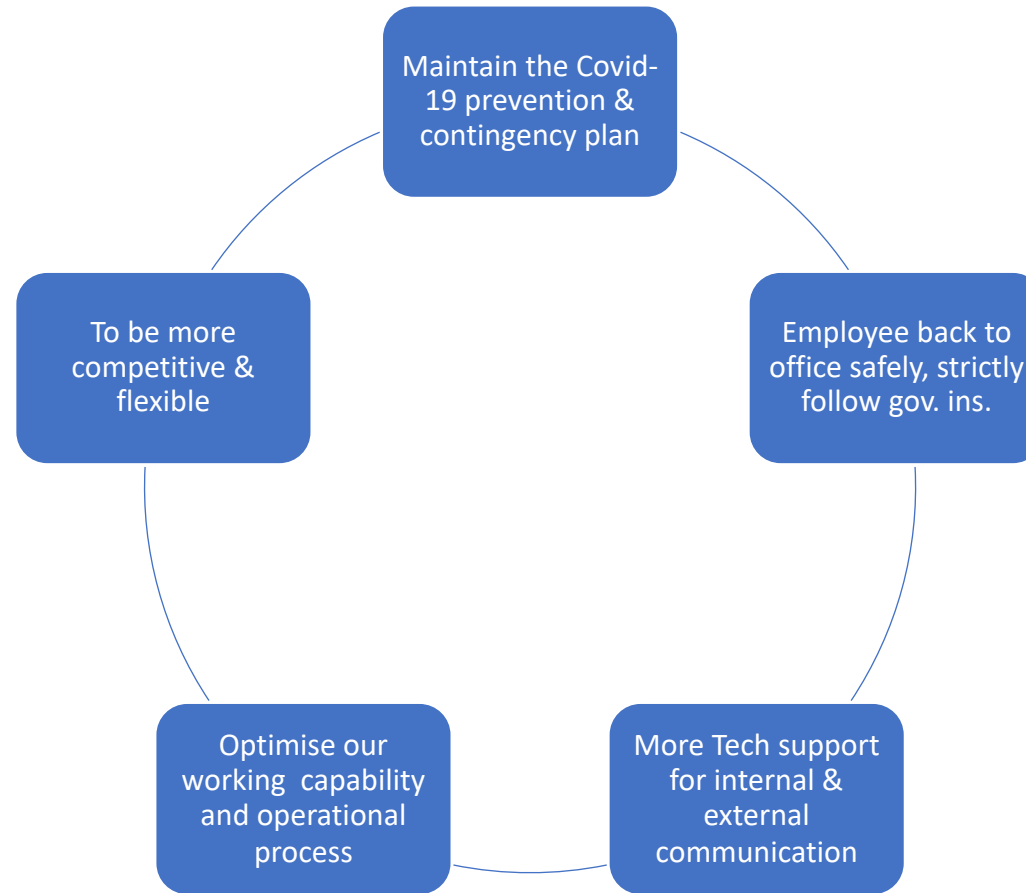 Maintain the Covid-
19 prevention &
contingency plan
Employee back to
office safely, strictly
follow gov. ins.
More Tech support
for internal &
external
communication
Optimise our
working  capability
and operational
process
To be more
competitive &
flexible